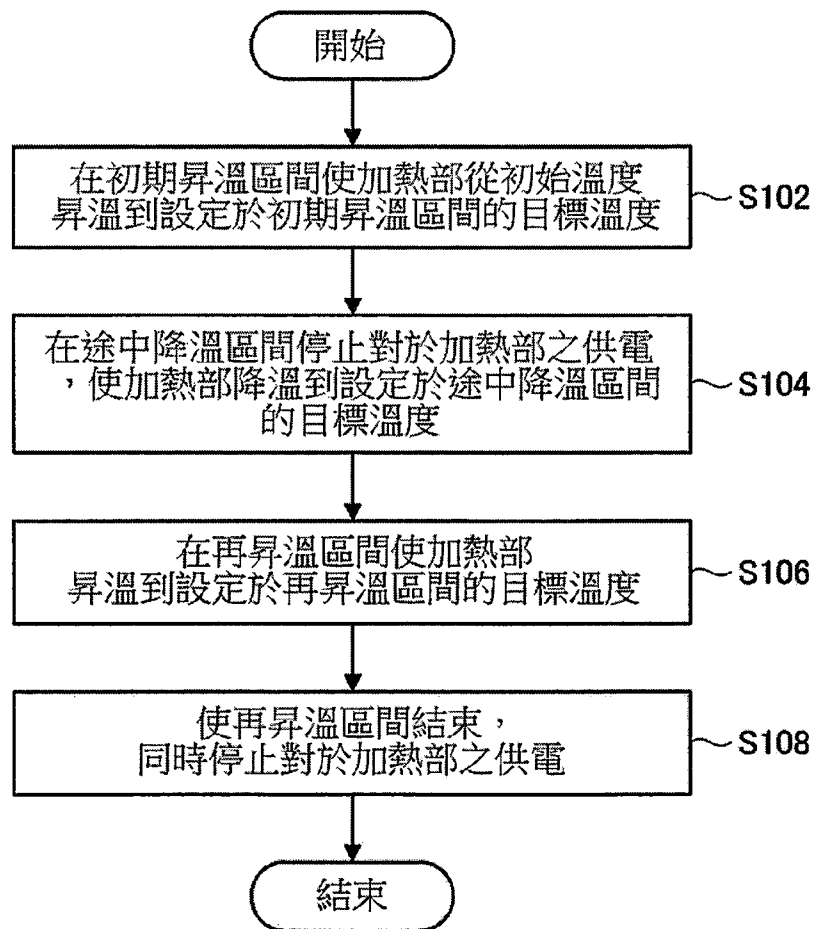 開始
在初期昇溫區間使加熱部從初始溫度
昇溫到設定於初期昇溫區間的目標溫度
S102
在途中降溫區間停止對於加熱部之供電
，使加熱部降溫到設定於途中降溫區間
的目標溫度
S104
在再昇溫區間使加熱部
昇溫到設定於再昇溫區間的目標溫度
S106
使再昇溫區間結束，
同時停止對於加熱部之供電
S108
結束